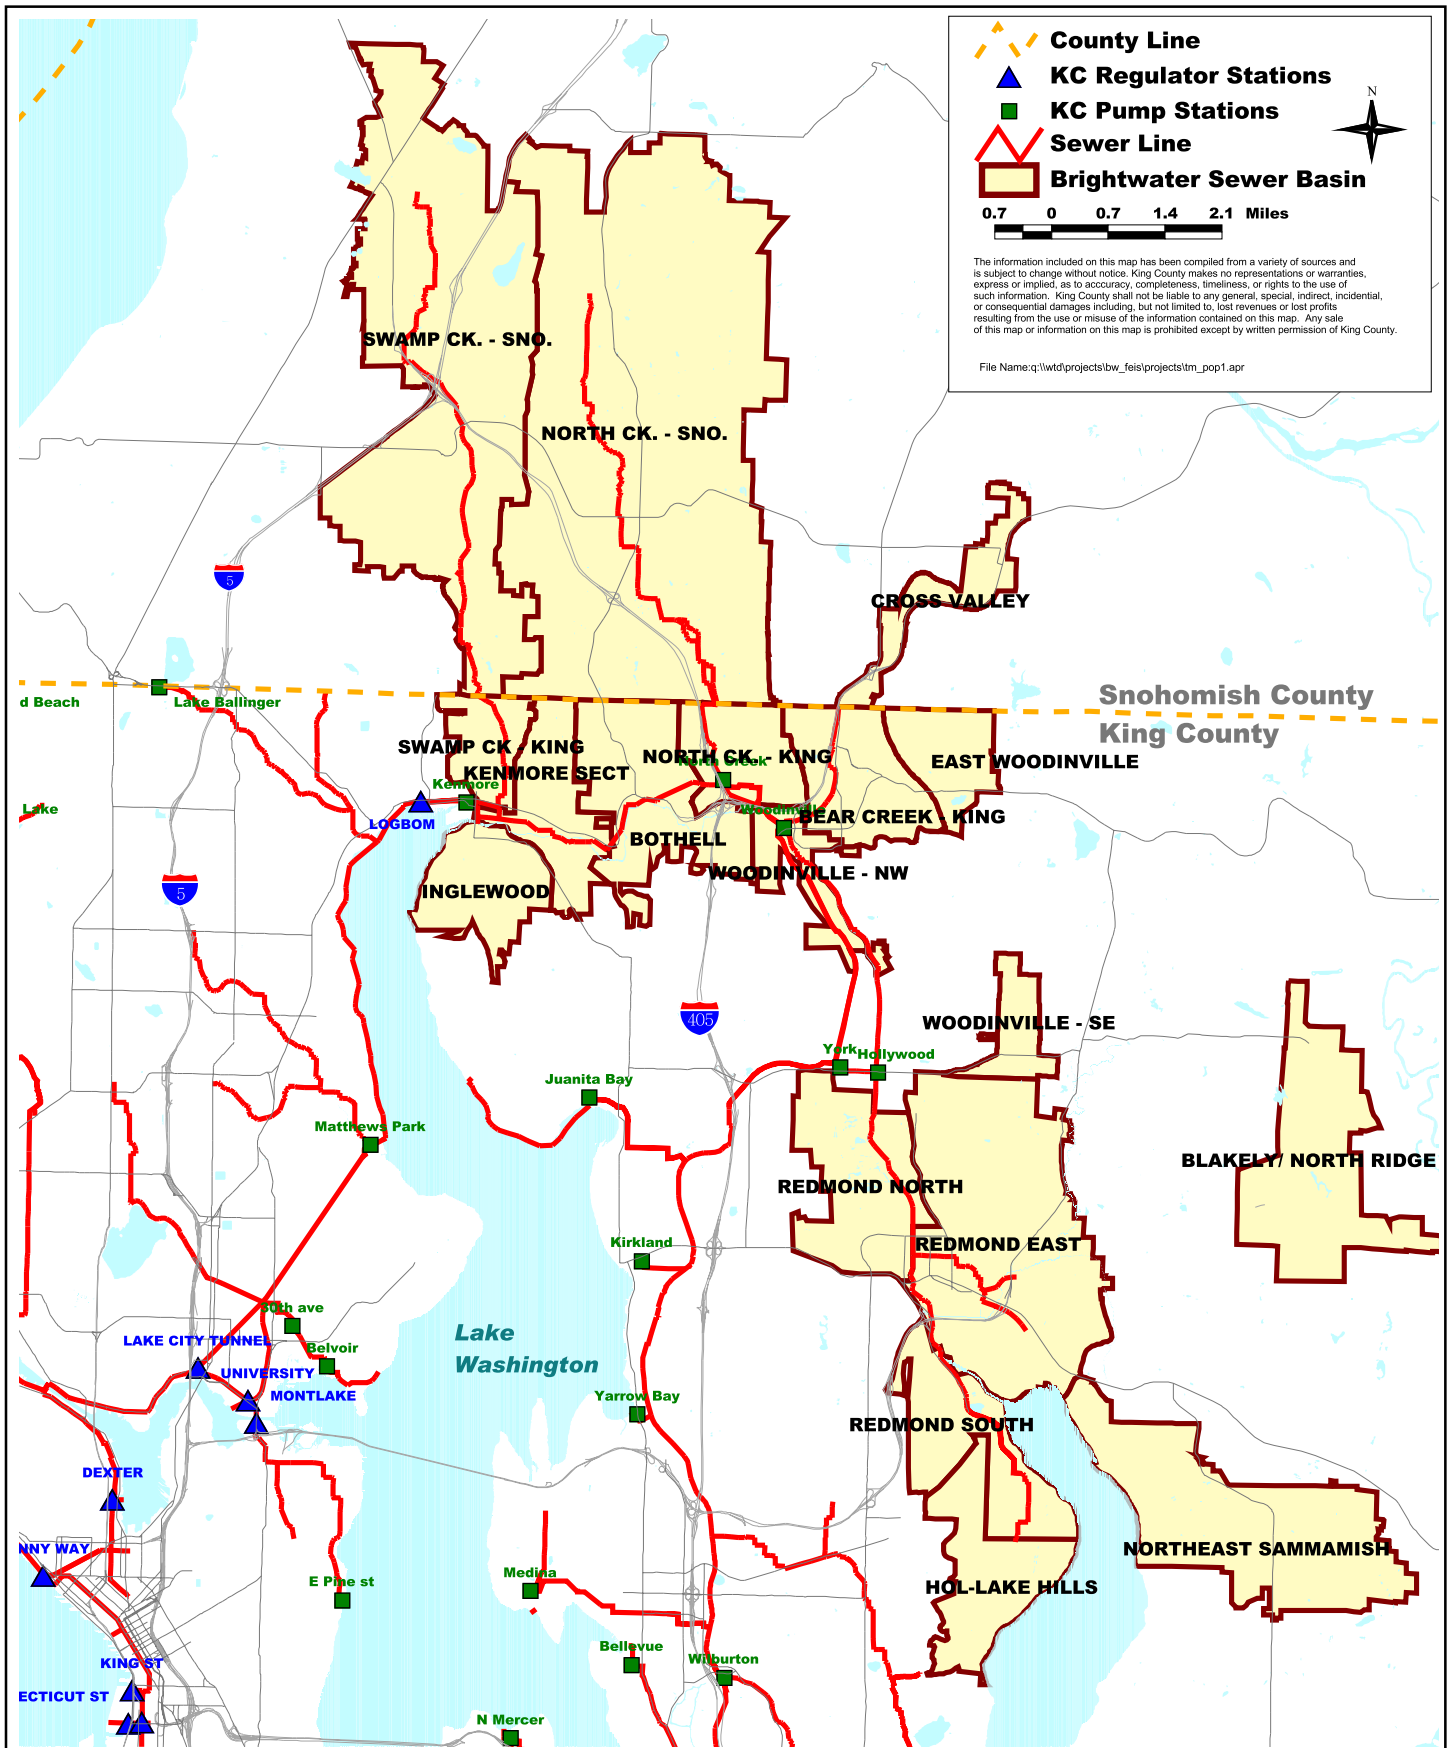 County Line
KC Regulator Stations
KC Pump Stations
Sewer Line
Brightwater Sewer Basin
N
0.7 0 0.7 1.4 2.1 Miles
The information included on this map has been compiled from a variety of sources and
is subject to change without notice. King County makes no representations or warranties,
express or implied, as to acccuracy, completeness, timeliness, or rights to the use of
such information. King County shall not be liable to any general, special, indirect, incidental,
or consequential damages including, but not limited to, lost revenues or lost profits
resulting from the use or misuse of the information contained on this map. Any sale
of this map or information on this map is prohibited except by written permission of King County.
File Name:q:\\wtd\projects\bw_feis\projects\tm_pop1.apr
SWAMP CK. - SNO.
NORTH CK. - SNO.
5
CROSS VALLEY
d Beach
Lake Ballinger
Snohomish County
King County
SWAMP CK - KING
NORTH CK. - KING
North Creek
EAST WOODINVILLE
KENMORE SECT
Kenmore
Lake
LOGBOM
Woodinville
BEAR CREEK - KING
BOTHELL
WOODINVILLE - NW
5
INGLEWOOD
405
WOODINVILLE - SE
York
Hollywood
Juanita Bay
Matthews Park
BLAKELY/ NORTH RIDGE
REDMOND NORTH
Kirkland
REDMOND EAST
30th ave
LAKE CITY TUNNEL
Belvoir
Lake
Washington
UNIVERSITY
MONTLAKE
Yarrow Bay
REDMOND SOUTH
DEXTER
NNY WAY
NORTHEAST SAMMAMISH
E Pine st
Medina
HOL-LAKE HILLS
Bellevue
Wilburton
KING ST
ECTICUT ST
N Mercer